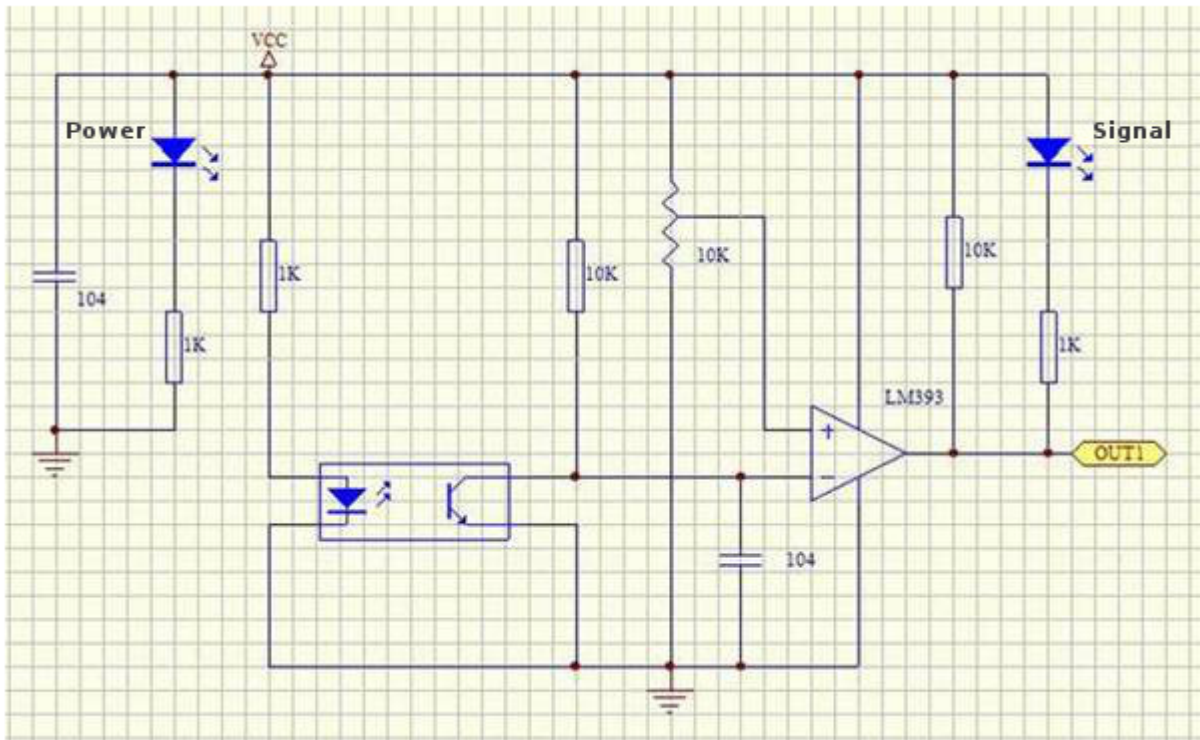 VCC
Power
Signal
1K
10K
10K
10K
104
1K
1K
LM393
+
OUT1
−
104